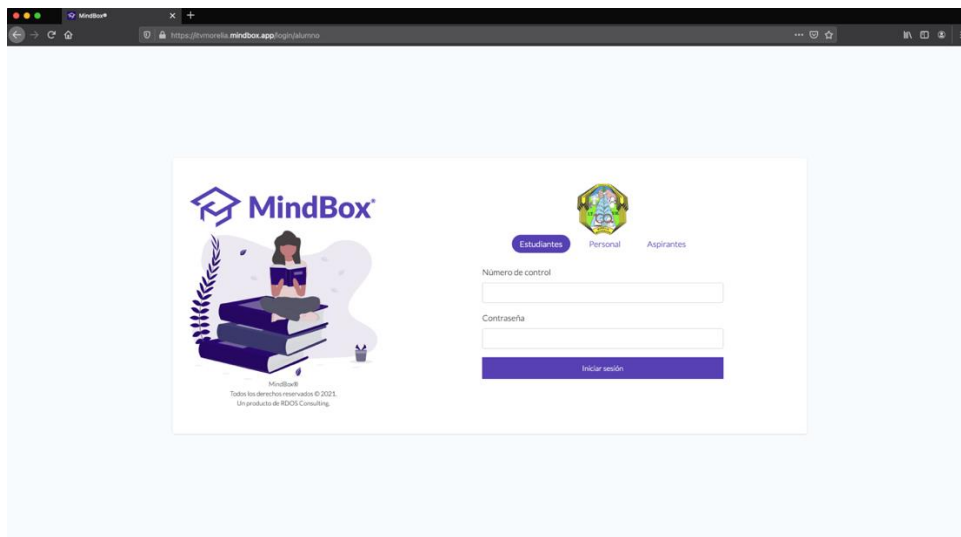 MindBox®
https://itvmorelia.mindbox.app/login/alumno
MindBox®
Estudiantes Personal Aspirantes
Número de control
Contraseña
Iniciar sesión
MindBox®
Todos los derechos reservados © 2021.
Un producto de RDOS Consulting.